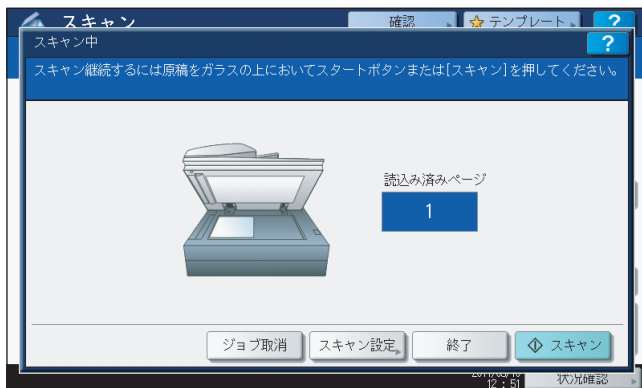 スキャン
確認
テンプレート
?
スキャン中
?
スキャン継続するには原稿をガラスの上においてスタートボタンまたは[スキャン]を押してください。
読込み済みページ
1
ジョブ取消
スキャン設定
終了
スキャン
12:51
状況確認